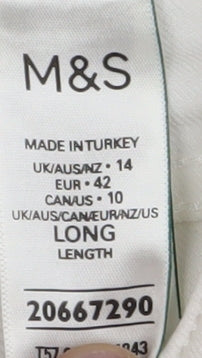 M&S
MADE IN TURKEY
UK/AUS/NZ • 14
EUR • 42
CAN/US • 10
UK/AUS/CAN/EUR/NZ/US
LONG
LENGTH
20667290